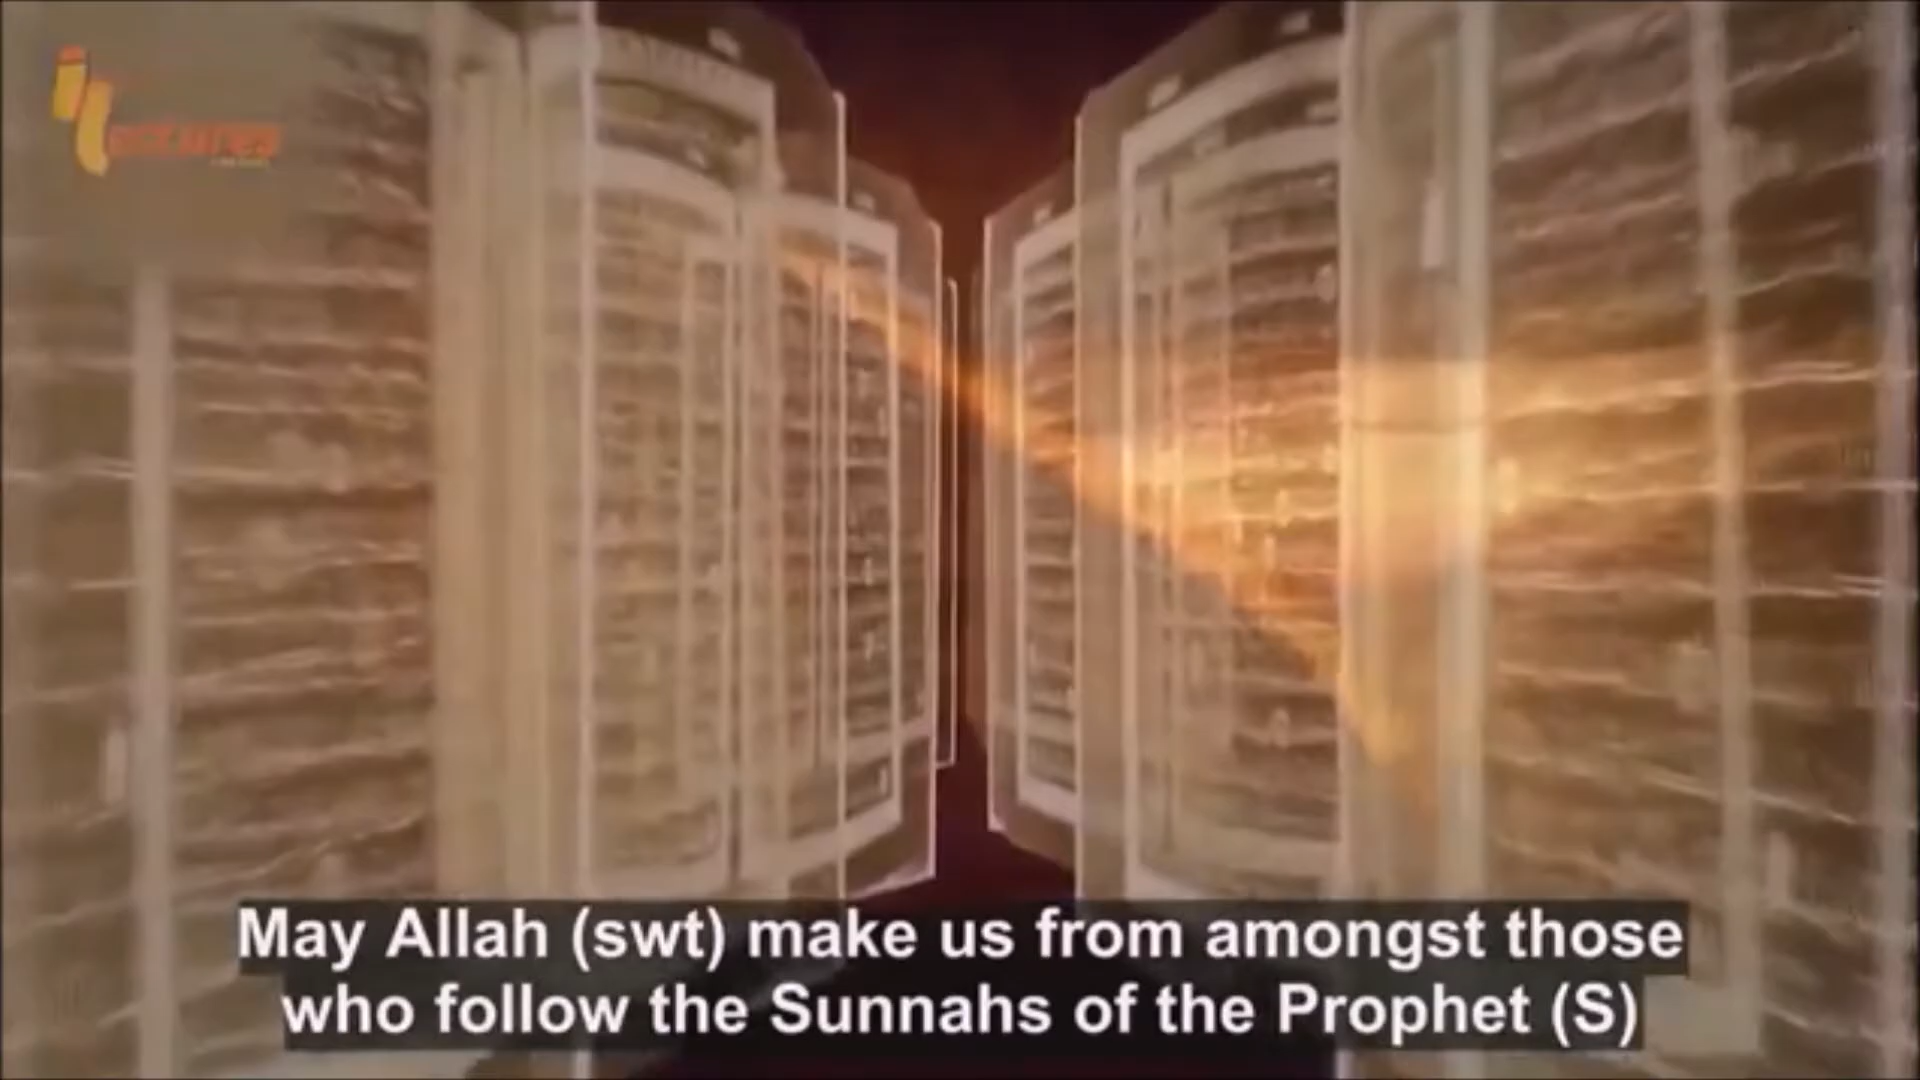 May Allah (swt) make us from amongst those
who follow the Sunnahs of the Prophet (S)